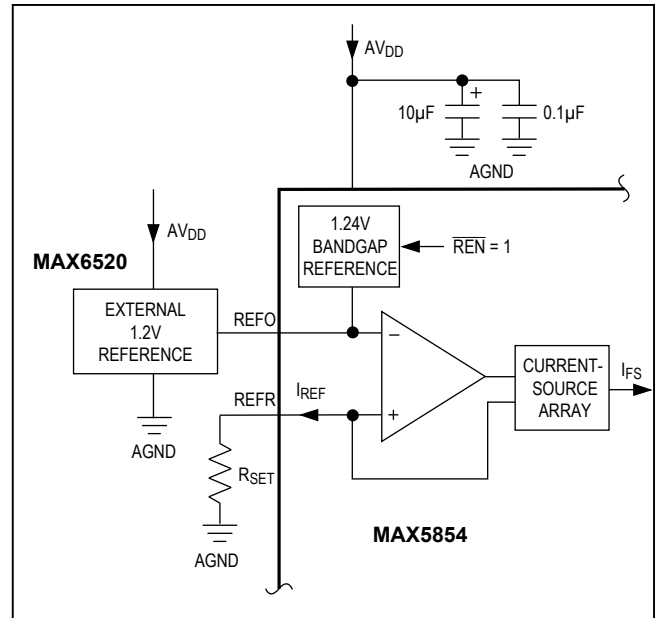 AVDD
10µF
+
0.1µF
AGND
AVDD
MAX6520
EXTERNAL
1.2V
REFERENCE
AGND
1.24V
BANDGAP
REFERENCE
R̅E̅N̅ = 1
REFO
−
REFR
IREF
+
CURRENT-
SOURCE
ARRAY
IFS
RSET
AGND
MAX5854